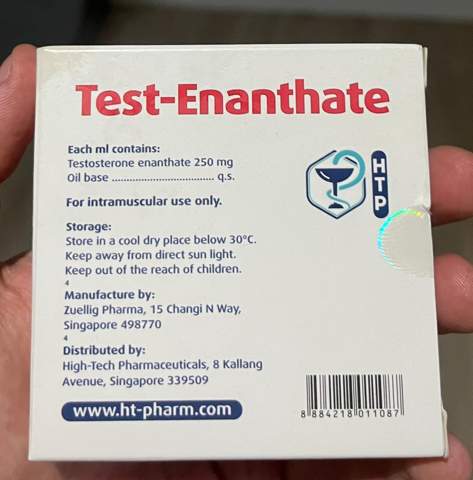 Test-Enanthate
Each ml contains:
Testosterone enanthate 250 mg
Oil base .................................. q.s.
For intramuscular use only.
HTP
Storage:
Store in a cool dry place below 30°C.
Keep away from direct sun light.
Keep out of the reach of children.
4
Manufacture by:
Zuellig Pharma, 15 Changi N Way,
Singapore 498770
4
Distributed by:
High-Tech Pharmaceuticals, 8 Kallang
Avenue, Singapore 339509
www.ht-pharm.com
8 884218 011087